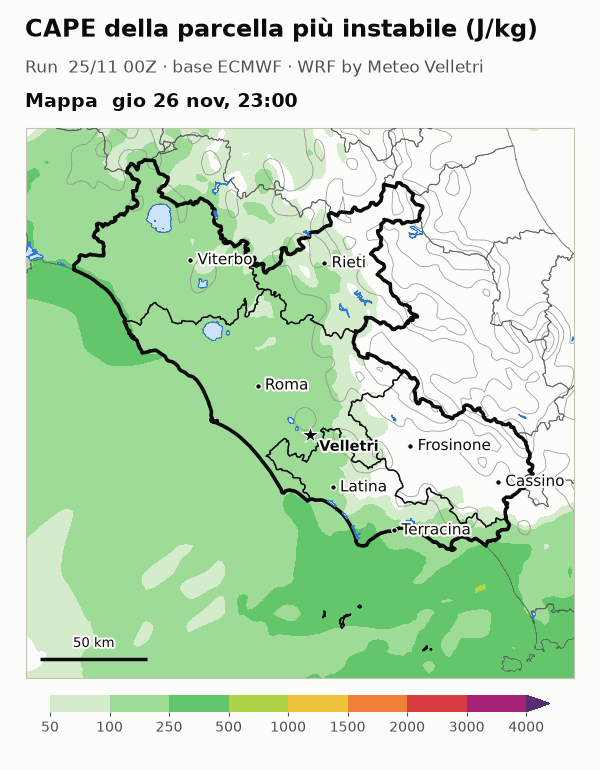 CAPE della parcella più instabile (J/kg)
Run  25/11 00Z · base ECMWF · WRF by Meteo Velletri
Mappa  gio 26 nov, 23:00
Viterbo
Rieti
Roma
Velletri
Frosinone
Cassino
Latina
Terracina
50 km
50 100 250 500 1000 1500 2000 3000 4000